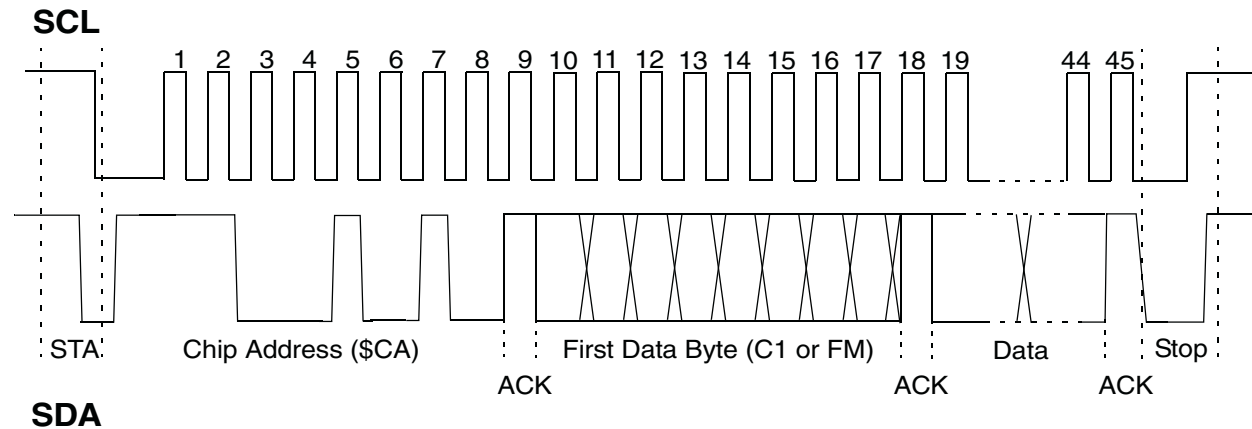 SCL
1 2 3 4 5 6 7 8 9 10 11 12 13 14 15 16 17 18 19 44 45
STA Chip Address ($CA) First Data Byte (C1 or FM) Data Stop
ACK ACK ACK
SDA